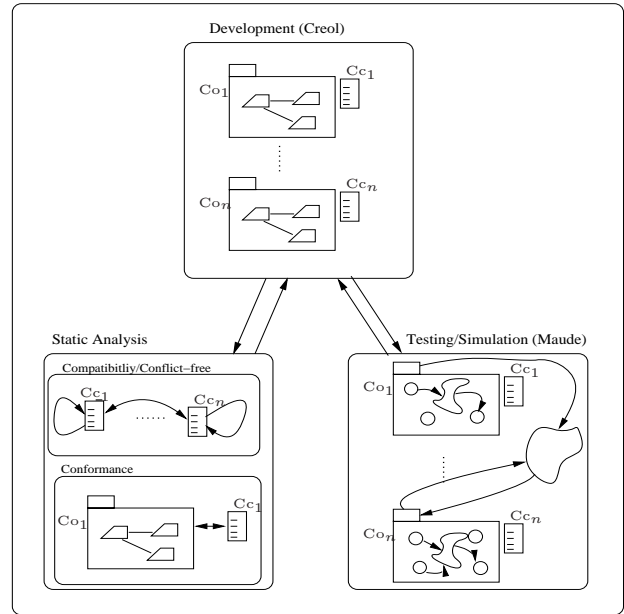 Development (Creol)
Co1
Cc1
Con
Ccn
Static Analysis
Compatibitliy/Conflict-free
Cc1
......
Ccn
Conformance
Co1
Cc1
Testing/Simulation (Maude)
Co1
Cc1
Con
Ccn